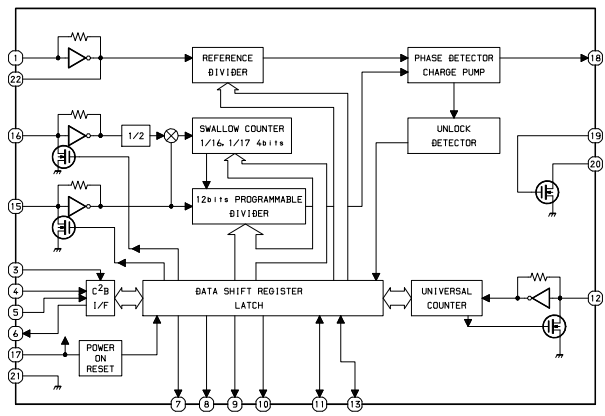 1
REFERENCE
DIVIDER
PHASE DETECTOR
CHARGE PUMP
18
22
16
1/2
SWALLOW COUNTER
1/16, 1/17 4bits
UNLOCK
DETECTOR
19
20
15
12bits PROGRAMMABLE
DIVIDER
3
4
5
6
C2B
I/F
DATA SHIFT REGISTER
LATCH
UNIVERSAL
COUNTER
12
17
POWER
ON
RESET
21
7
8
9
10
11
13